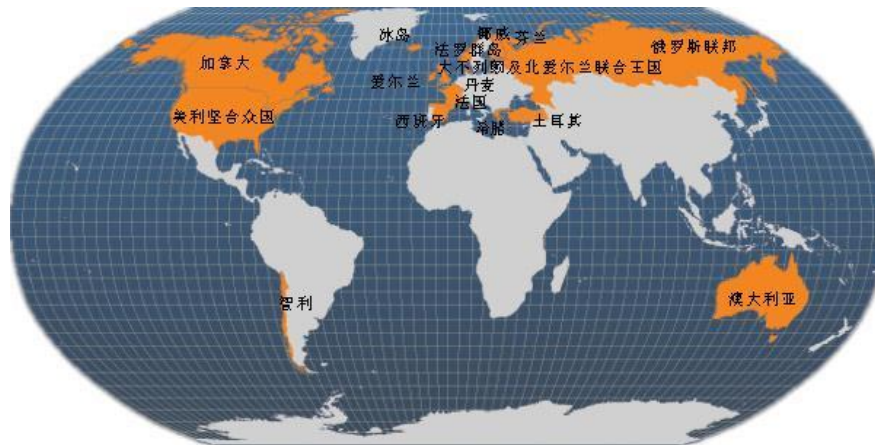 冰岛
挪威
芬兰
法罗群岛
俄罗斯联邦
加拿大
大不列颠及北爱尔兰联合王国
爱尔兰
丹麦
法国
美利坚合众国
西班牙
希腊
土耳其
智利
澳大利亚